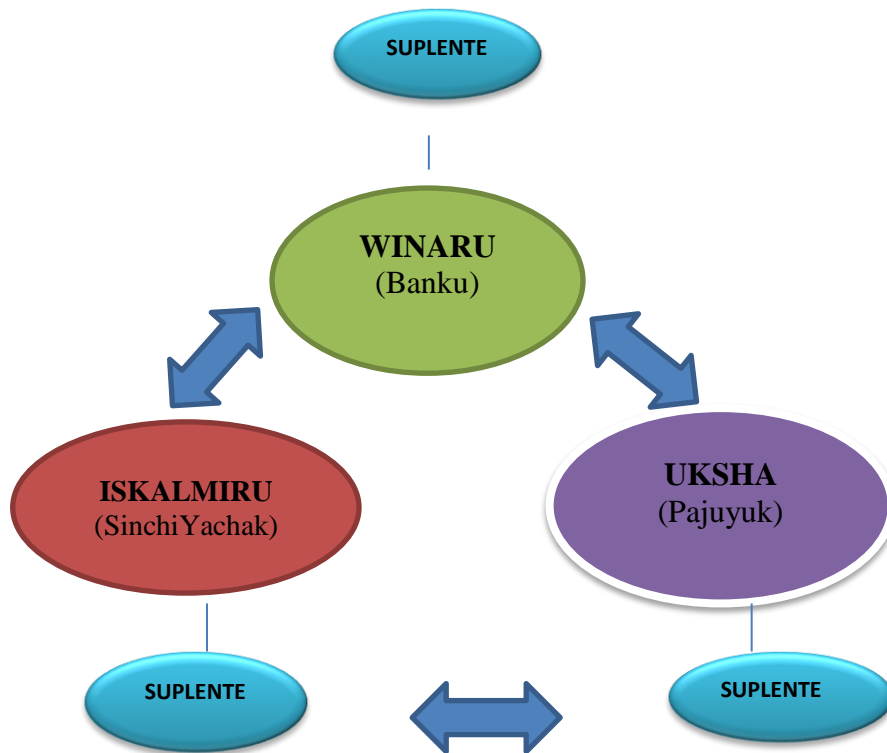 SUPLENTE
WINARU
(Banku)
ISKALMIRU
(SinchiYachak)
UKSHA
(Pajuyuk)
SUPLENTE
SUPLENTE